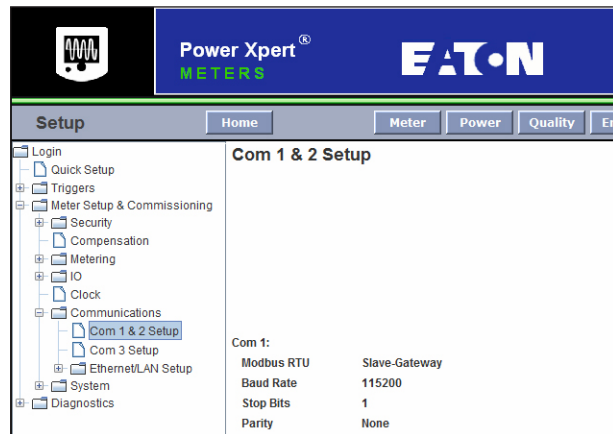 Power Xpert ®
METERS
EATON
Setup
Home
Meter
Power
Quality
Login
Quick Setup
Triggers
Meter Setup & Commissioning
Security
Compensation
Metering
IO
Clock
Communications
Com 1 & 2 Setup
Com 3 Setup
Ethernet/LAN Setup
System
Diagnostics
Com 1 & 2 Setup
Com 1:
Modbus RTU Slave-Gateway
Baud Rate 115200
Stop Bits 1
Parity None